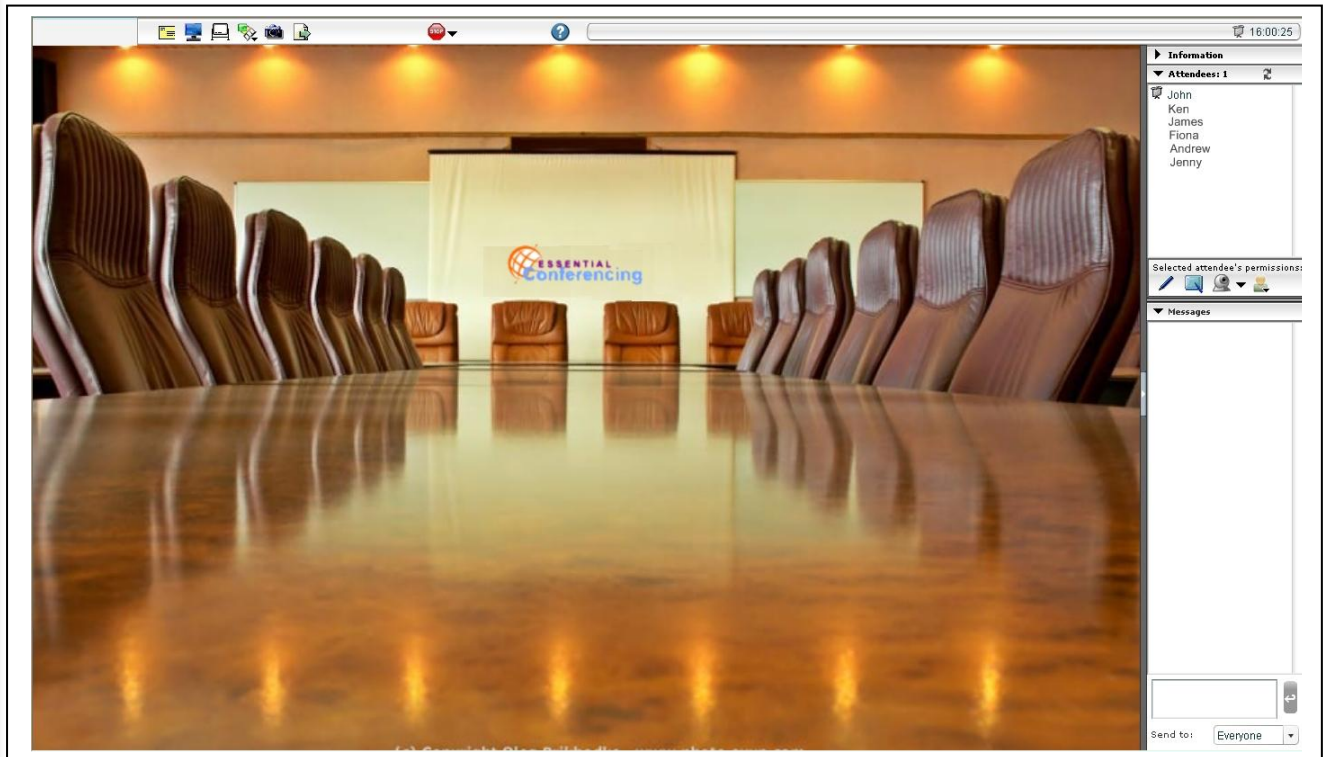 STOP
?
16:00:25
Information
Attendees: 1
John
Ken
James
Fiona
Andrew
Jenny
ESSENTIAL
Conferencing
Selected attendee's permissions:
Messages
Send to: Everyone